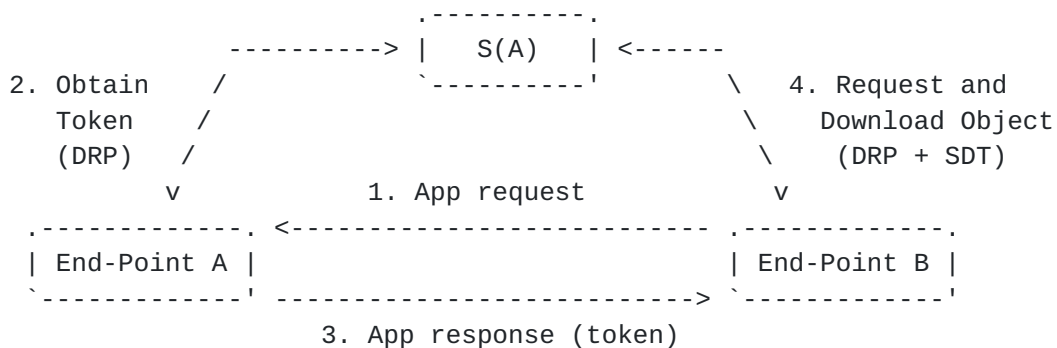 .----------.
           ----------> |   S(A)   | <------
2. Obtain    /          `----------'       \   4. Request and
   Token    /                               \     Download Object
   (DRP)   /                                 \     (DRP + SDT)
          v            1. App request          v
 .-------------. <--------------------------- .-------------.
 | End-Point A |                              | End-Point B |
 `-------------' ---------------------------> `-------------'
                    3. App response (token)